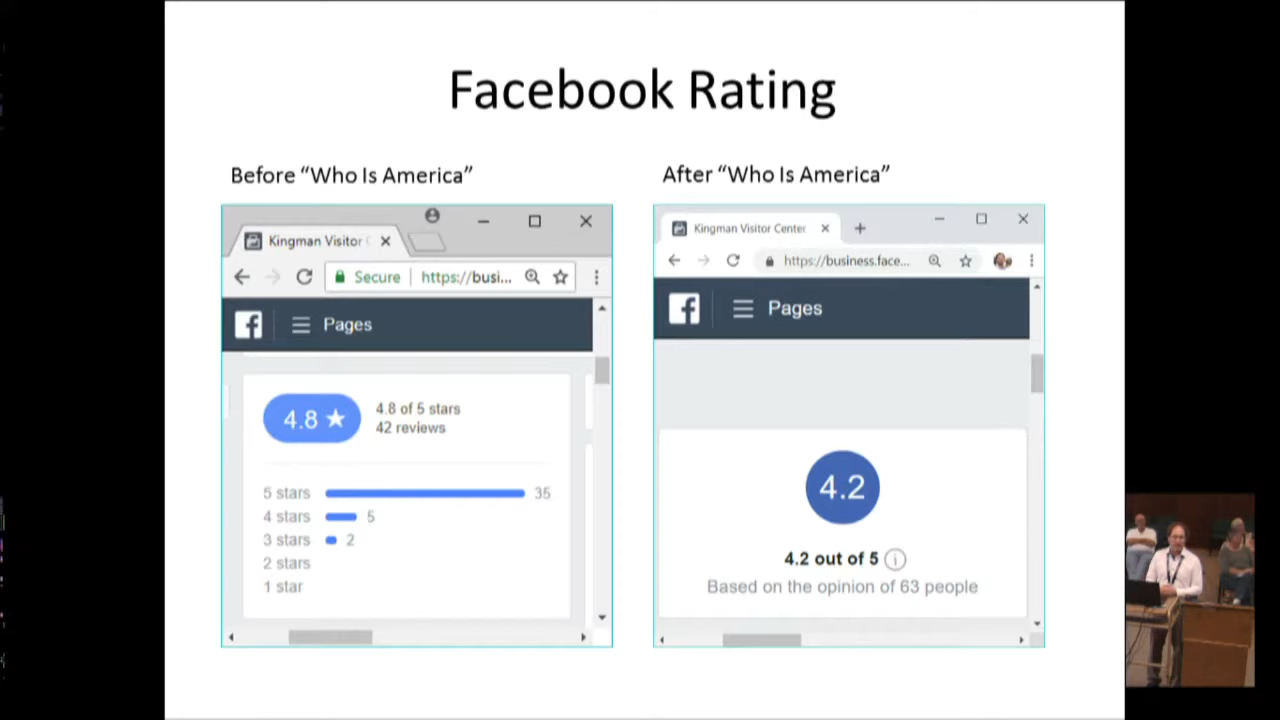 Facebook Rating
Before “Who Is America”
After “Who Is America”
Kingman Visitor C
Secure
https://busi...
Pages
4.8 ★
4.8 of 5 stars
42 reviews
5 stars 35
4 stars 5
3 stars 2
2 stars
1 star
Kingman Visitor Center
https://business.face...
Pages
4.2
4.2 out of 5
Based on the opinion of 63 people